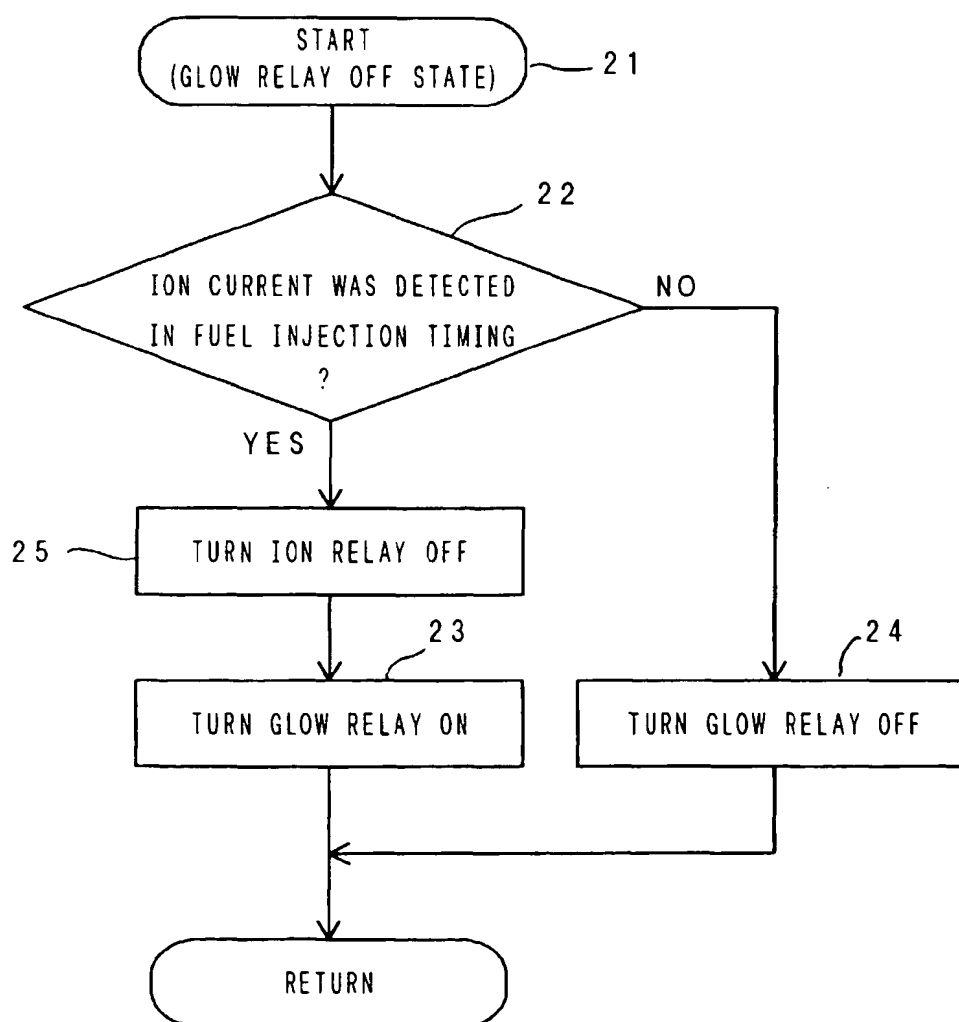 START
(GLOW RELAY OFF STATE)
21
22
ION CURRENT WAS DETECTED
IN FUEL INJECTION TIMING
?
NO
YES
25
TURN ION RELAY OFF
23
TURN GLOW RELAY ON
24
TURN GLOW RELAY OFF
RETURN